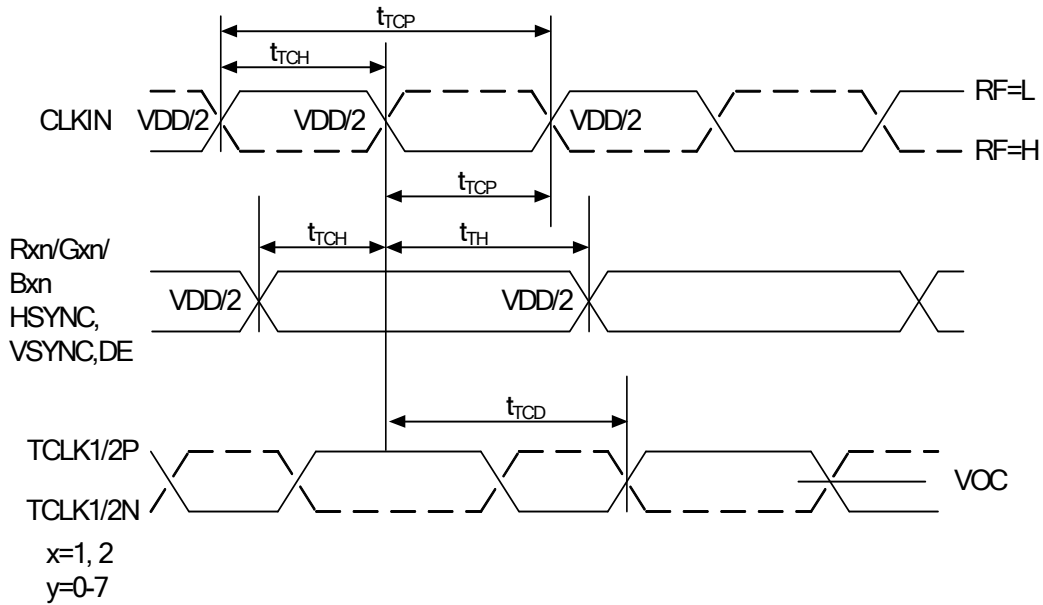 tTCP
tTCH
CLKIN VDD/2 VDD/2 VDD/2 RF=L
RF=H
tTCP
tTCH tTH
Rxn/Gxn/
Bxn
HSYNC,
VSYNC,DE
VDD/2 VDD/2
tTCD
TCLK1/2P
VOC
TCLK1/2N
x=1, 2
y=0-7